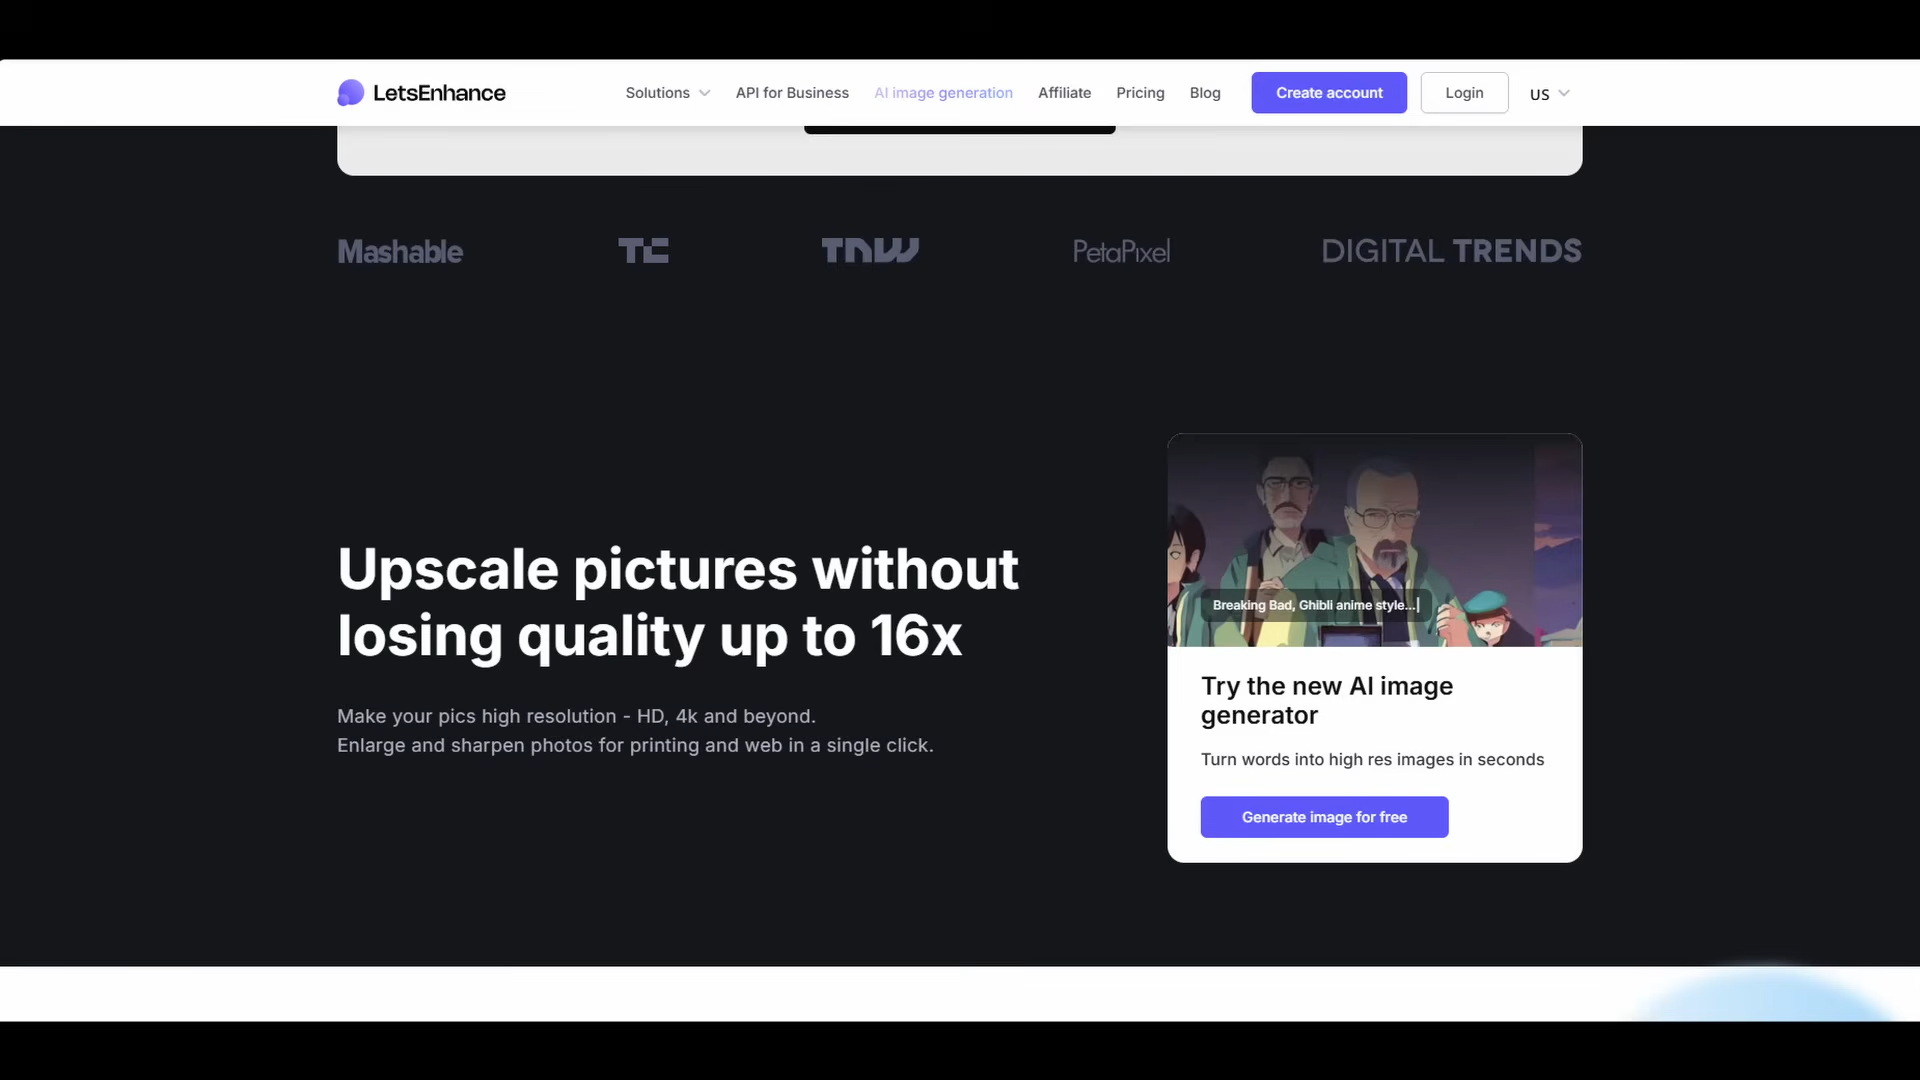 LetsEnhance
Solutions
API for Business
AI image generation
Affiliate
Pricing
Blog
Create account
Login
US
Mashable
TC
TNW
PetaPixel
DIGITAL TRENDS
Upscale pictures without
losing quality up to 16x
Make your pics high resolution - HD, 4k and beyond.
Enlarge and sharpen photos for printing and web in a single click.
Breaking Bad, Ghibli anime style...|
Try the new AI image
generator
Turn words into high res images in seconds
Generate image for free